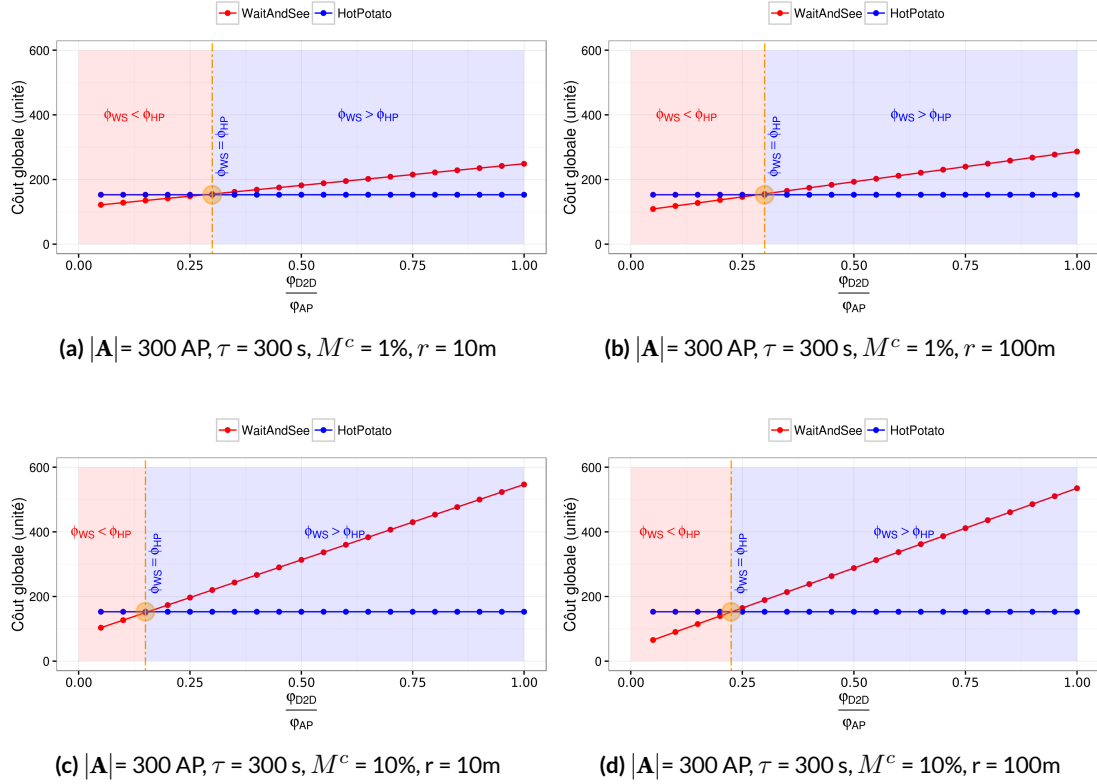 WaitAndSee HotPotato
Côut globale (unité)
600
400
200
0
ϕWS < ϕHP
ϕWS = ϕHP
ϕWS > ϕHP
0.00 0.25 0.50 0.75 1.00
φD2D
φAP
(a) |A| = 300 AP, τ = 300 s, M^c = 1%, r = 10m
WaitAndSee HotPotato
Côut globale (unité)
600
400
200
0
ϕWS < ϕHP
ϕWS = ϕHP
ϕWS > ϕHP
0.00 0.25 0.50 0.75 1.00
φD2D
φAP
(b) |A| = 300 AP, τ = 300 s, M^c = 1%, r = 100m
WaitAndSee HotPotato
Côut globale (unité)
600
400
200
0
ϕWS < ϕHP
ϕWS = ϕHP
ϕWS > ϕHP
0.00 0.25 0.50 0.75 1.00
φD2D
φAP
(c) |A| = 300 AP, τ = 300 s, M^c = 10%, r = 10m
WaitAndSee HotPotato
Côut globale (unité)
600
400
200
0
ϕWS < ϕHP
ϕWS = ϕHP
ϕWS > ϕHP
0.00 0.25 0.50 0.75 1.00
φD2D
φAP
(d) |A| = 300 AP, τ = 300 s, M^c = 10%, r = 100m